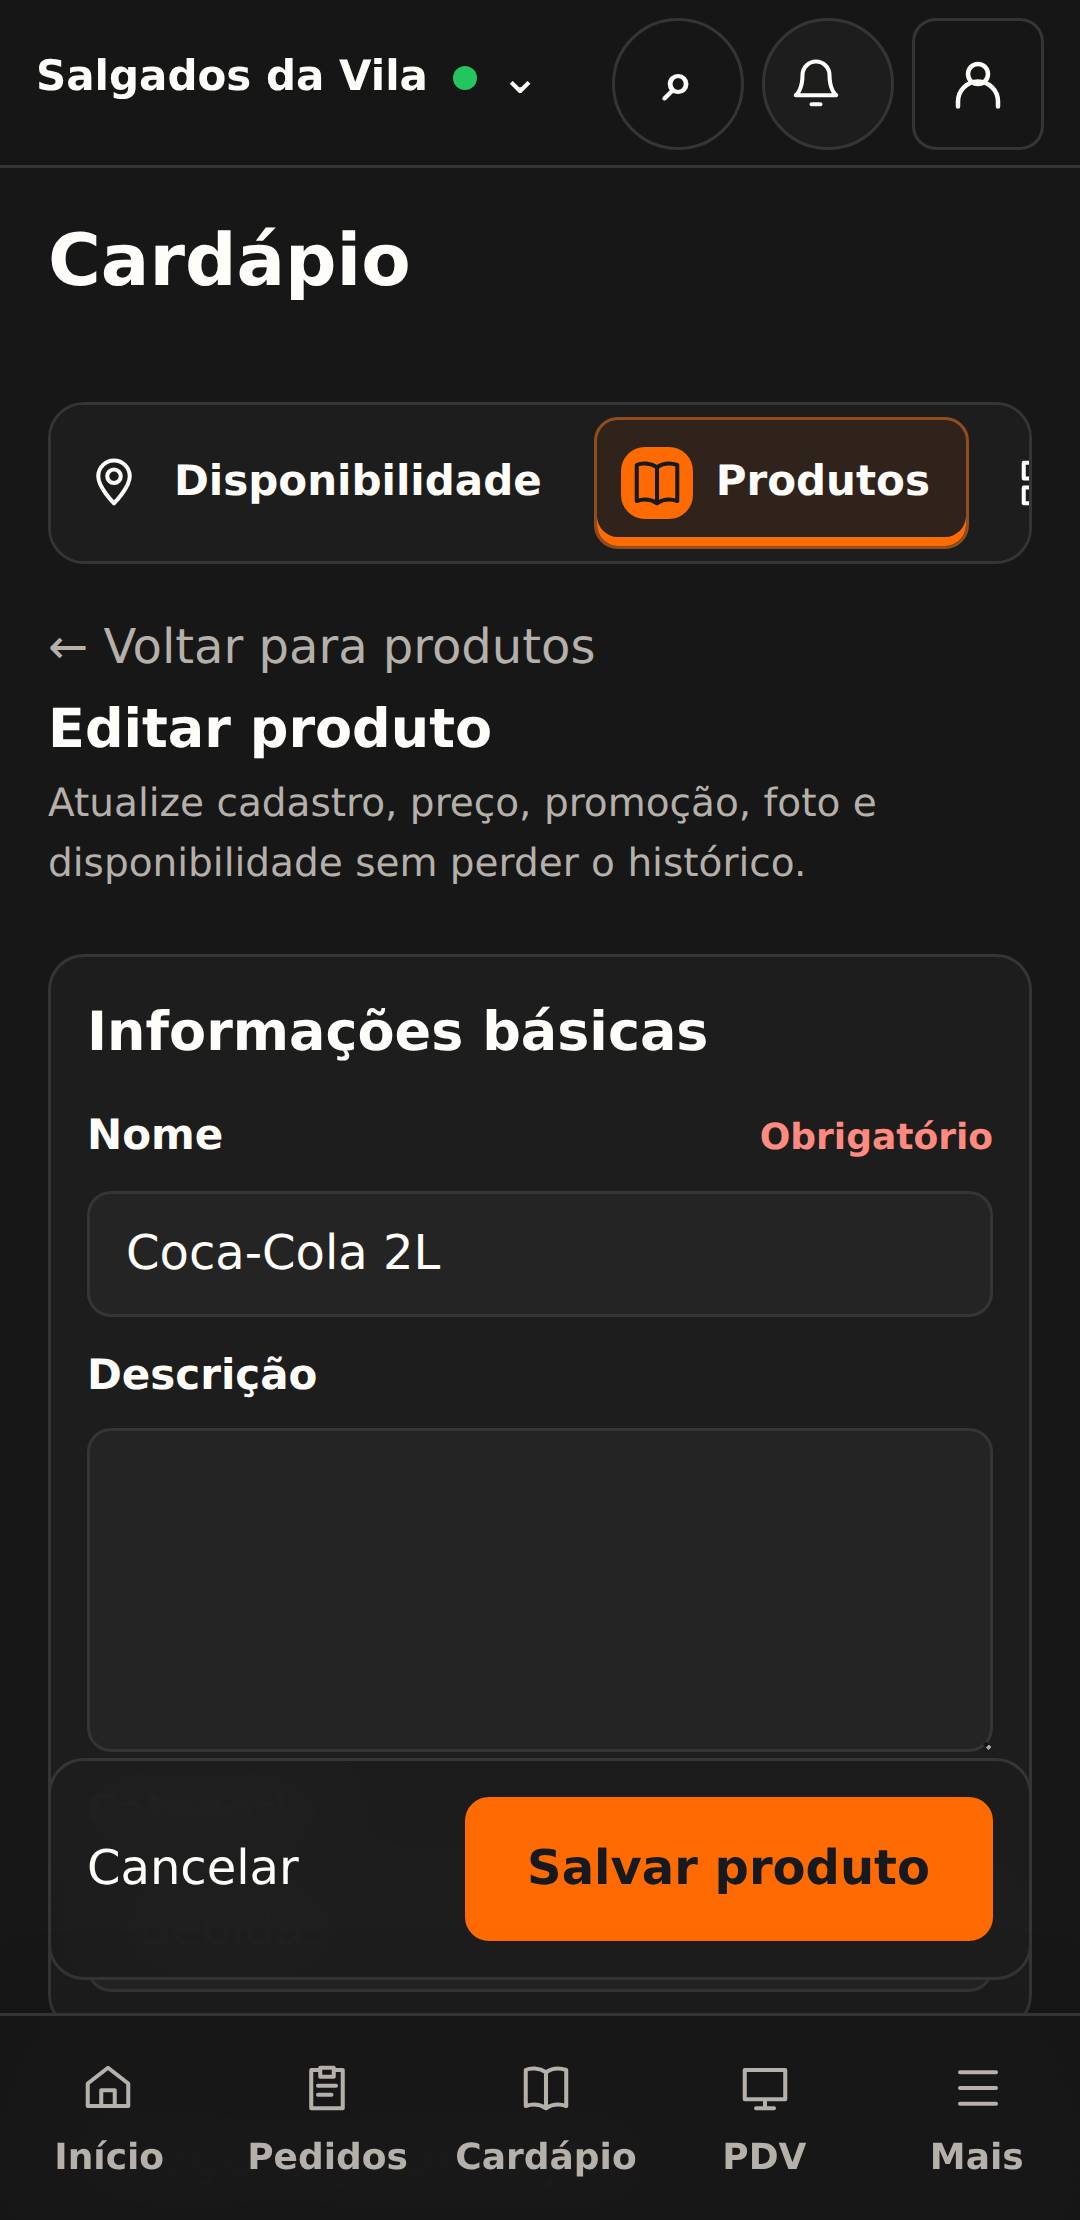 Salgados da Vila
Cardápio
Disponibilidade
Produtos
← Voltar para produtos
Editar produto
Atualize cadastro, preço, promoção, foto e
disponibilidade sem perder o histórico.
Informações básicas
Nome
Obrigatório
Coca-Cola 2L
Descrição
Cancelar
Salvar produto
Início
Pedidos
Cardápio
PDV
Mais